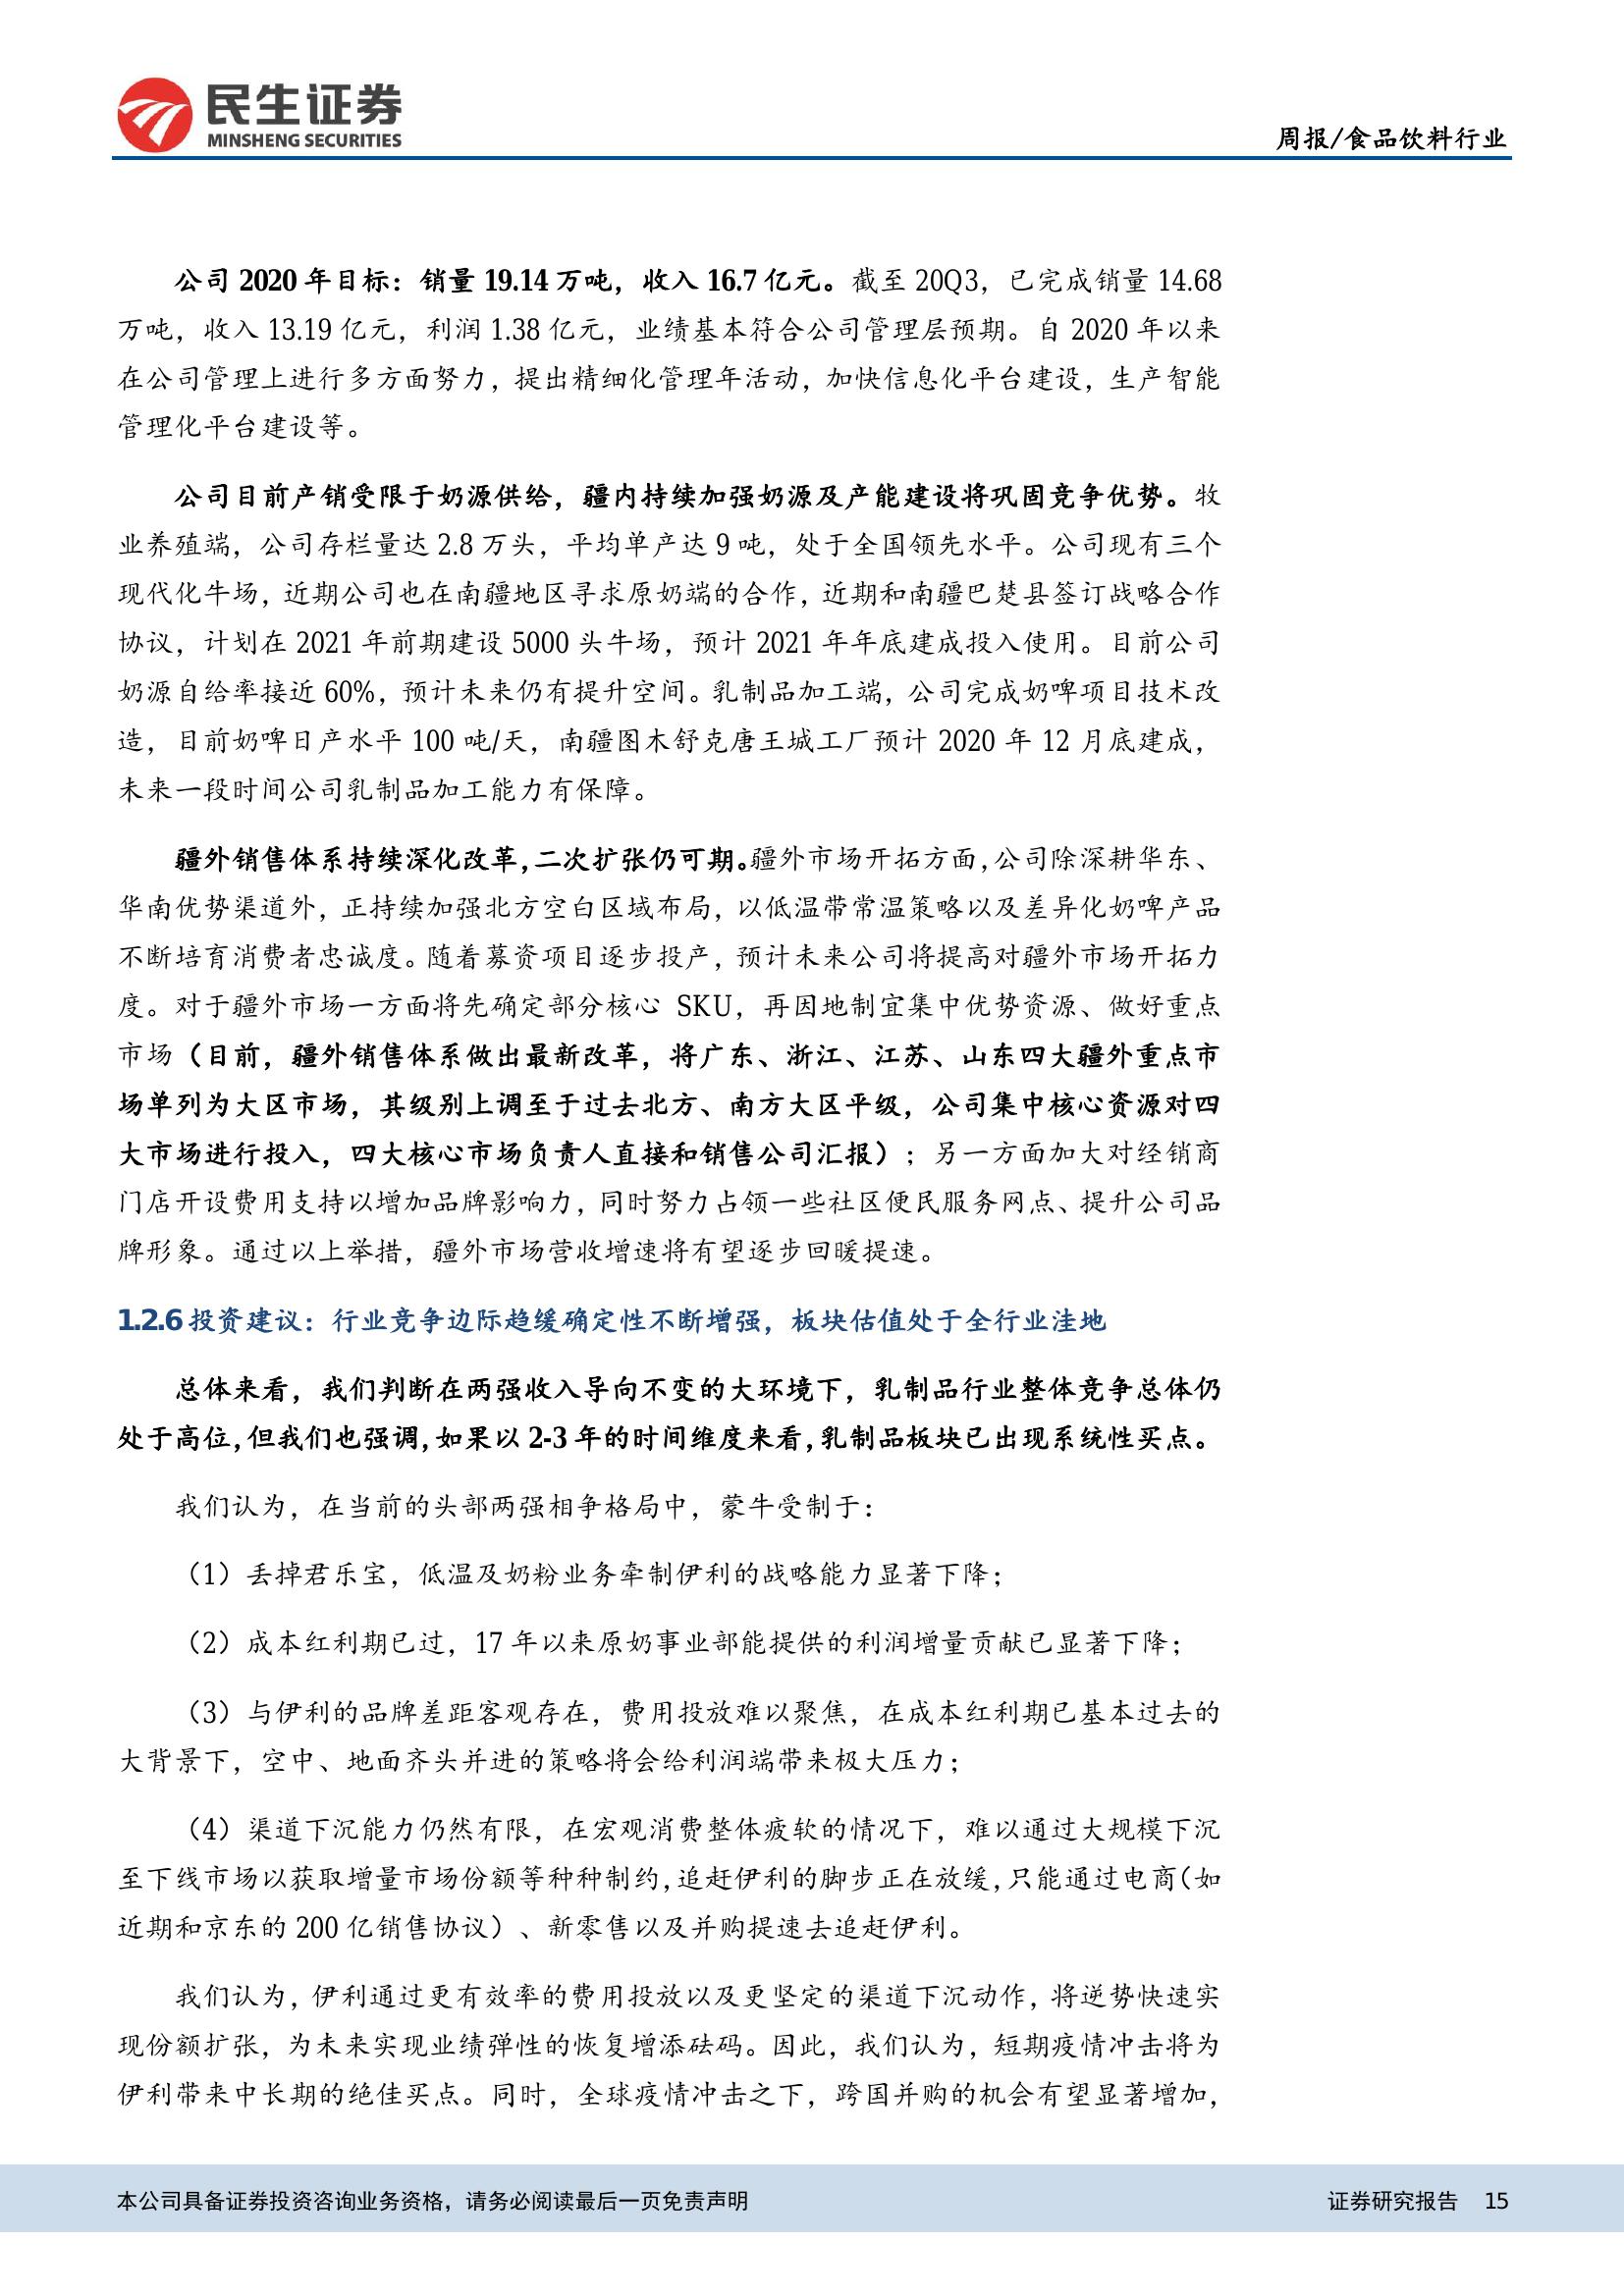 民生证券
MINSHENG SECURITIES
周报/食品饮料行业
公司 2020 年目标：销量 19.14 万吨，收入 16.7 亿元。截至 20Q3，已完成销量 14.68
万吨，收入 13.19 亿元，利润 1.38 亿元，业绩基本符合公司管理层预期。自 2020 年以来
在公司管理上进行多方面努力，提出精细化管理年活动，加快信息化平台建设，生产智能
管理化平台建设等。
公司目前产销受限于奶源供给，疆内持续加强奶源及产能建设将巩固竞争优势。牧
业养殖端，公司存栏量达 2.8 万头，平均单产达 9 吨，处于全国领先水平。公司现有三个
现代化牛场，近期公司也在南疆地区寻求原奶端的合作，近期和南疆巴楚县签订战略合作
协议，计划在 2021 年前期建设 5000 头牛场，预计 2021 年年底建成投入使用。目前公司
奶源自给率接近 60%，预计未来仍有提升空间。乳制品加工端，公司完成奶啤项目技术改
造，目前奶啤日产水平 100 吨/天，南疆图木舒克唐王城工厂预计 2020 年 12 月底建成，
未来一段时间公司乳制品加工能力有保障。
疆外销售体系持续深化改革，二次扩张仍可期。疆外市场开拓方面，公司除深耕华东、
华南优势渠道外，正持续加强北方空白区域布局，以低温带常温策略以及差异化奶啤产品
不断培育消费者忠诚度。随着募资项目逐步投产，预计未来公司将提高对疆外市场开拓力
度。对于疆外市场一方面将先确定部分核心 SKU，再因地制宜集中优势资源、做好重点
市场（目前，疆外销售体系做出最新改革，将广东、浙江、江苏、山东四大疆外重点市
场单列为大区市场，其级别上调至于过去北方、南方大区平级，公司集中核心资源对四
大市场进行投入，四大核心市场负责人直接和销售公司汇报）；另一方面加大对经销商
门店开设费用支持以增加品牌影响力，同时努力占领一些社区便民服务网点、提升公司品
牌形象。通过以上举措，疆外市场营收增速将有望逐步回暖提速。
1.2.6 投资建议：行业竞争边际趋缓确定性不断增强，板块估值处于全行业洼地
总体来看，我们判断在两强收入导向不变的大环境下，乳制品行业整体竞争总体仍
处于高位，但我们也强调，如果以 2-3 年的时间维度来看，乳制品板块已出现系统性买点。
我们认为，在当前的头部两强相争格局中，蒙牛受制于：
（1）丢掉君乐宝，低温及奶粉业务牵制伊利的战略能力显著下降；
（2）成本红利期已过，17 年以来原奶事业部能提供的利润增量贡献已显著下降；
（3）与伊利的品牌差距客观存在，费用投放难以聚焦，在成本红利期已基本过去的
大背景下，空中、地面齐头并进的策略将会给利润端带来极大压力；
（4）渠道下沉能力仍然有限，在宏观消费整体疲软的情况下，难以通过大规模下沉
至下线市场以获取增量市场份额等种种制约，追赶伊利的脚步正在放缓，只能通过电商（如
近期和京东的 200 亿销售协议）、新零售以及并购提速去追赶伊利。
我们认为，伊利通过更有效率的费用投放以及更坚定的渠道下沉动作，将逆势快速实
现份额扩张，为未来实现业绩弹性的恢复增添砝码。因此，我们认为，短期疫情冲击将为
伊利带来中长期的绝佳买点。同时，全球疫情冲击之下，跨国并购的机会有望显著增加，
本公司具备证券投资咨询业务资格，请务必阅读最后一页免责声明
证券研究报告 15